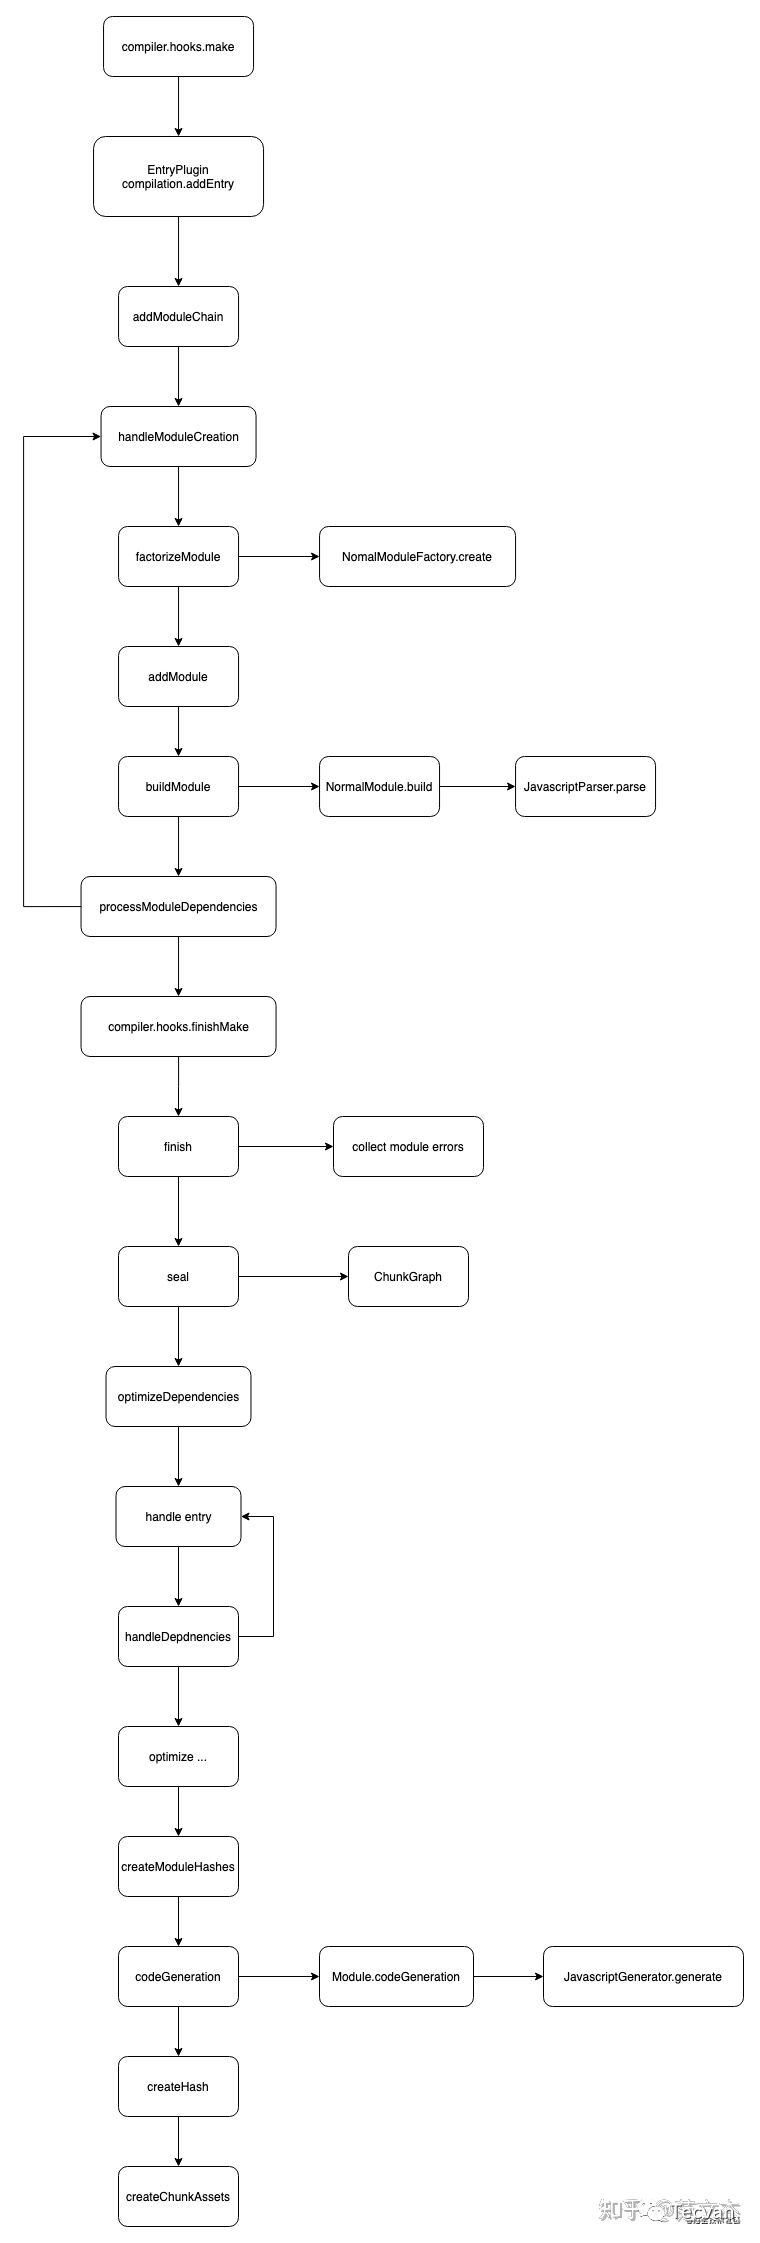 compiler.hooks.make
EntryPlugin
compilation.addEntry
addModuleChain
handleModuleCreation
factorizeModule
NomalModuleFactory.create
addModule
buildModule
NormalModule.build
JavascriptParser.parse
processModuleDependencies
compiler.hooks.finishMake
finish
collect module errors
seal
ChunkGraph
optimizeDependencies
handle entry
handleDepdnencies
optimize ...
createModuleHashes
codeGeneration
Module.codeGeneration
JavascriptGenerator.generate
createHash
createChunkAssets
知乎
Tecvan